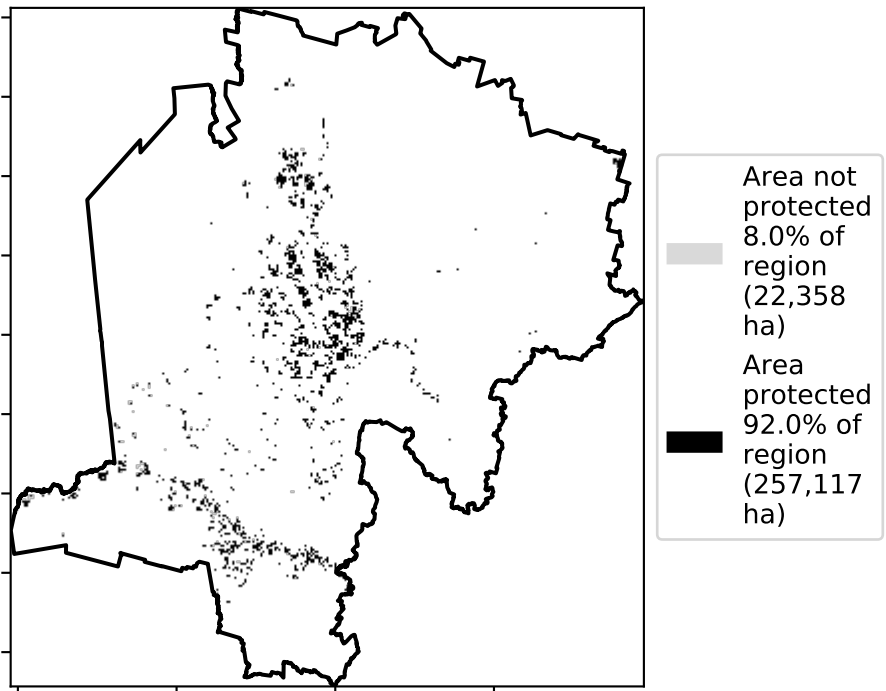 Area not
protected
8.0% of
region
(22,358
ha)
Area
protected
92.0% of
region
(257,117
ha)